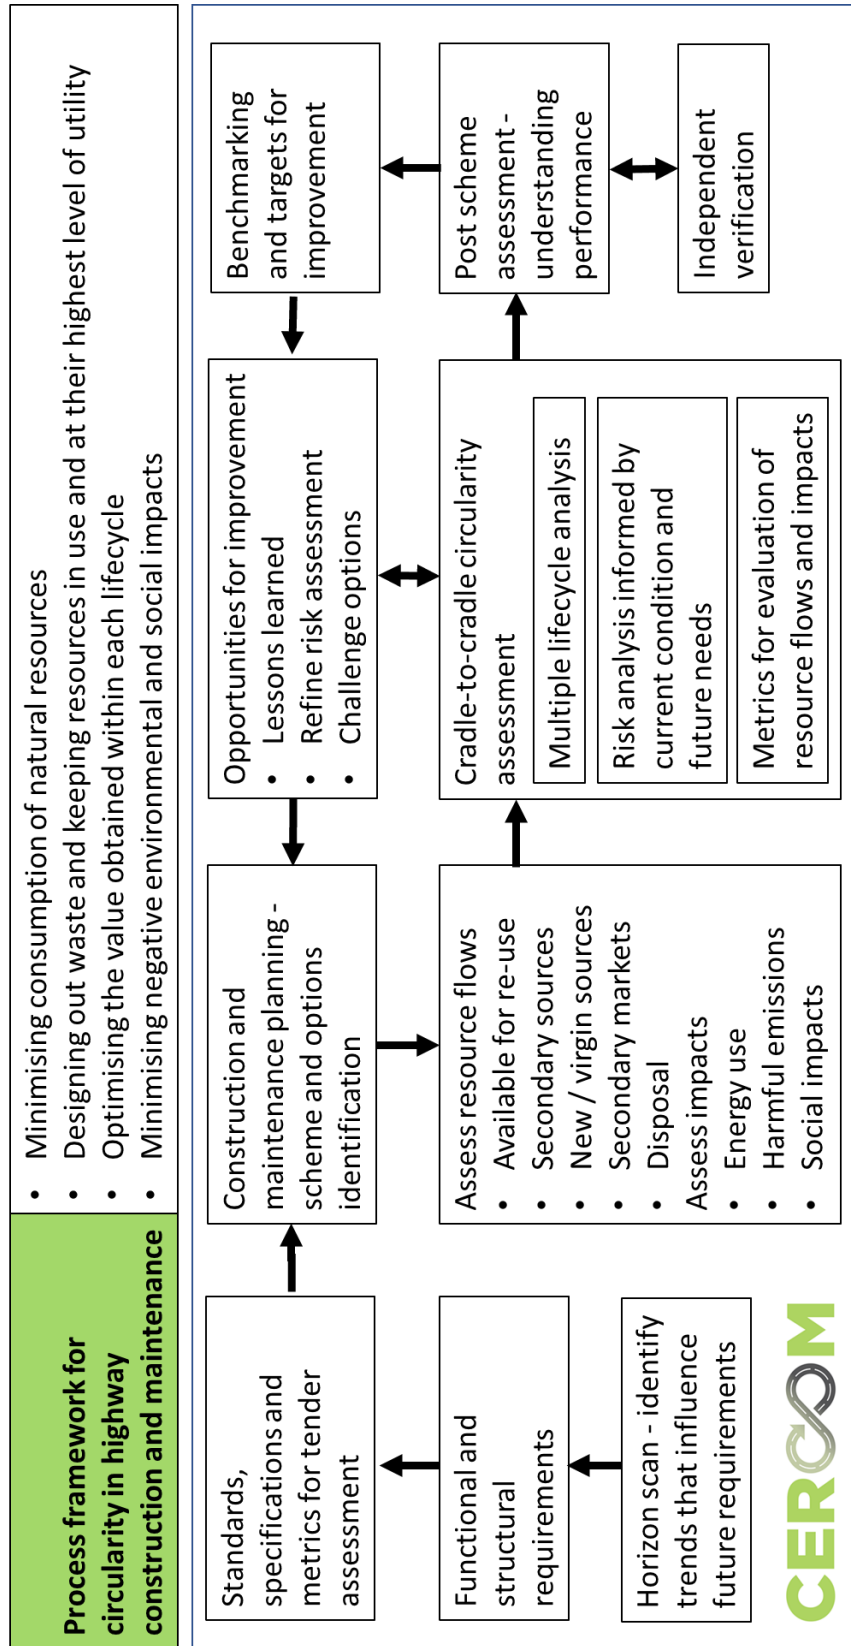 Process framework for
circularity in highway
construction and maintenance
• Minimising consumption of natural resources
• Designing out waste and keeping resources in use and at their highest level of utility
• Optimising the value obtained within each lifecycle
• Minimising negative environmental and social impacts
Standards,
specifications and
metrics for tender
assessment
Functional and
structural
requirements
Horizon scan - identify
trends that influence
future requirements
Construction and
maintenance planning -
scheme and options
identification
Assess resource flows
• Available for re-use
• Secondary sources
• New / virgin sources
• Secondary markets
• Disposal
Assess impacts
• Energy use
• Harmful emissions
• Social impacts
Opportunities for improvement
• Lessons learned
• Refine risk assessment
• Challenge options
Cradle-to-cradle circularity
assessment
Multiple lifecycle analysis
Risk analysis informed by
current condition and
future needs
Metrics for evaluation of
resource flows and impacts
Benchmarking
and targets for
improvement
Post scheme
assessment-
understanding
performance
Independent
verification
CERCOM